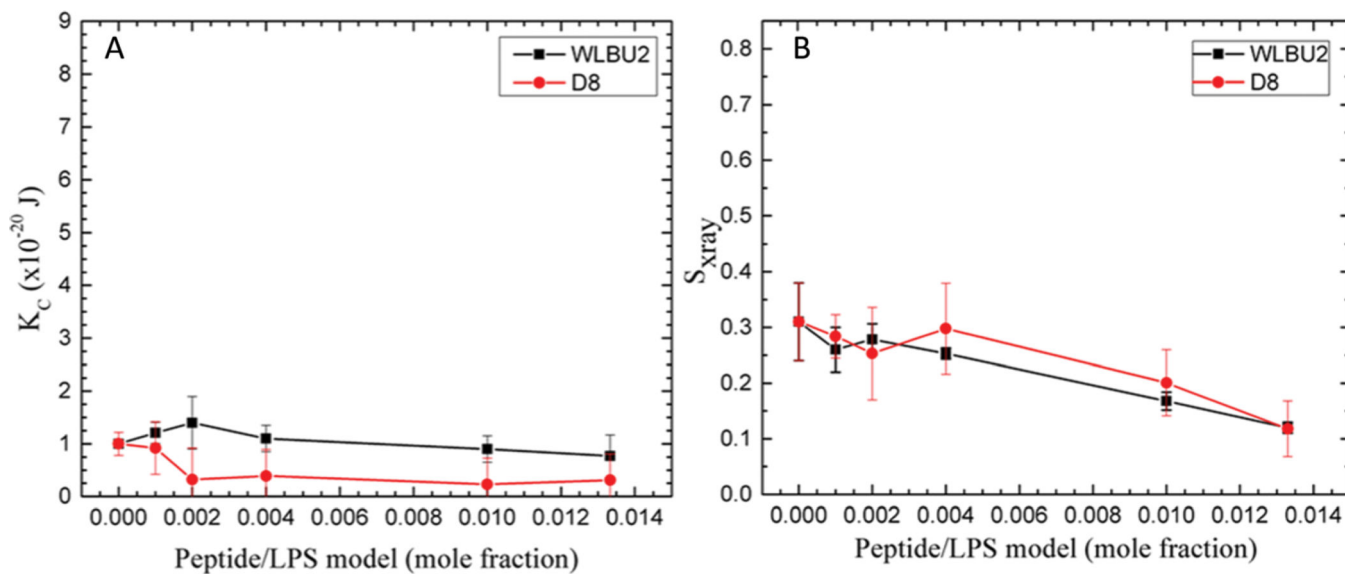 A
WLBU2
D8
9
8
7
6
5
4
3
2
1
0
K_C (x10^-20 J)
0.000 0.002 0.004 0.006 0.008 0.010 0.012 0.014
Peptide/LPS model (mole fraction)
B
WLBU2
D8
0.8
0.7
0.6
0.5
0.4
0.3
0.2
0.1
0.0
S_xray
0.000 0.002 0.004 0.006 0.008 0.010 0.012 0.014
Peptide/LPS model (mole fraction)